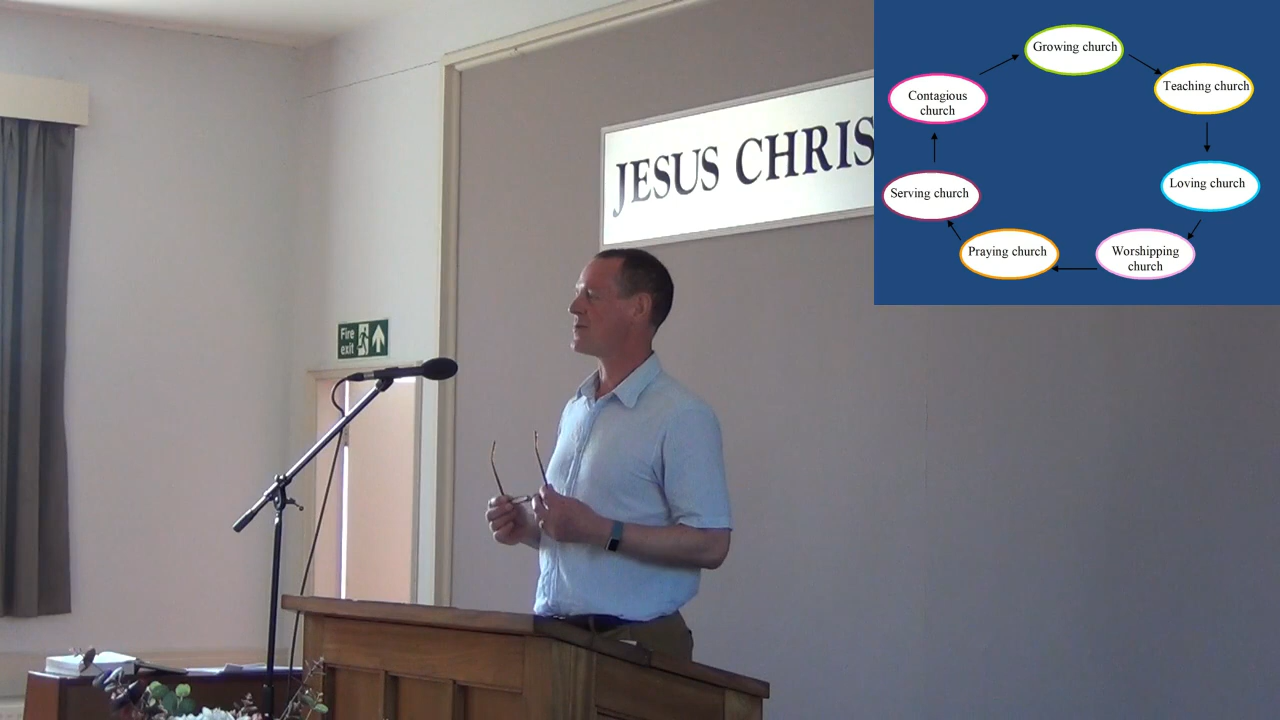 Growing church
Teaching church
Contagious
church
Loving church
Serving church
Worshipping
church
Praying church
JESUS CHRIS
Fire
exit